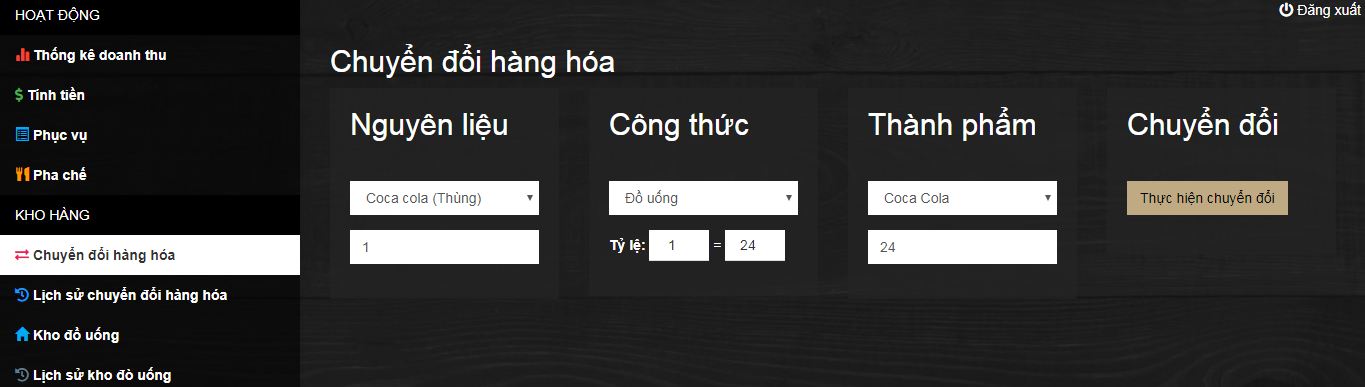 HOẠT ĐỘNG
Thống kê doanh thu
Tính tiền
Phục vụ
Pha chế
KHO HÀNG
Chuyển đổi hàng hóa
Lịch sử chuyển đổi hàng hóa
Kho đồ uống
Lịch sử kho đò uống
Đăng xuất
Chuyển đổi hàng hóa
Nguyên liệu
Coca cola (Thùng)
1
Công thức
Đồ uống
Tỷ lệ: 1 = 24
Thành phẩm
Coca Cola
24
Chuyển đổi
Thực hiện chuyển đổi